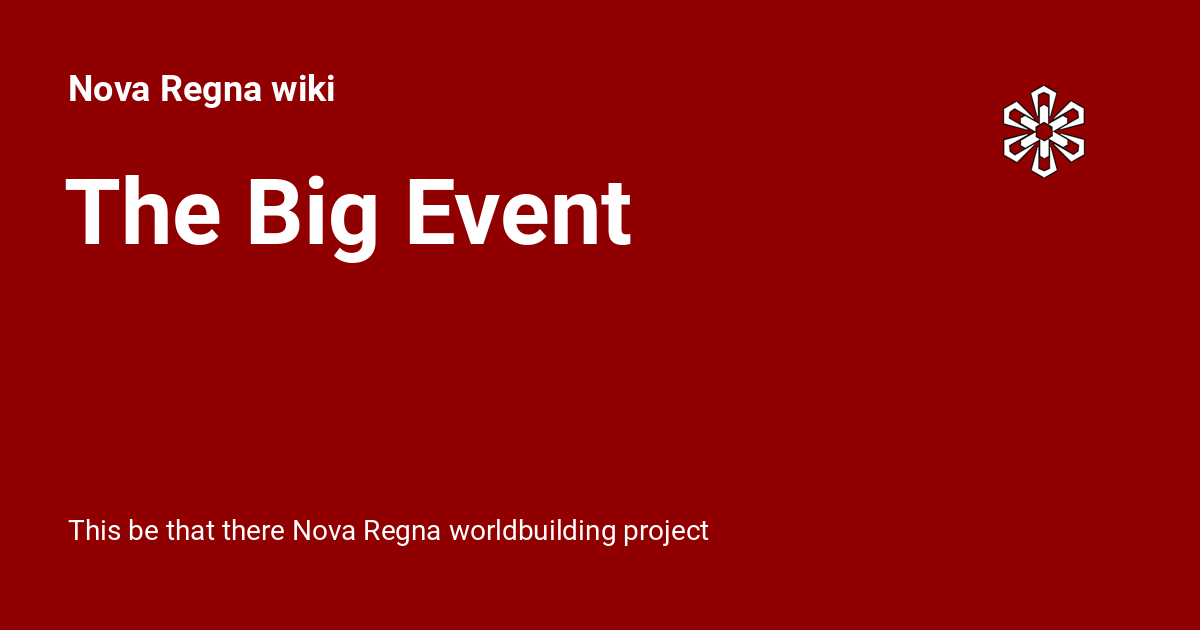 Nova Regna wiki
The Big Event
This be that there Nova Regna worldbuilding project